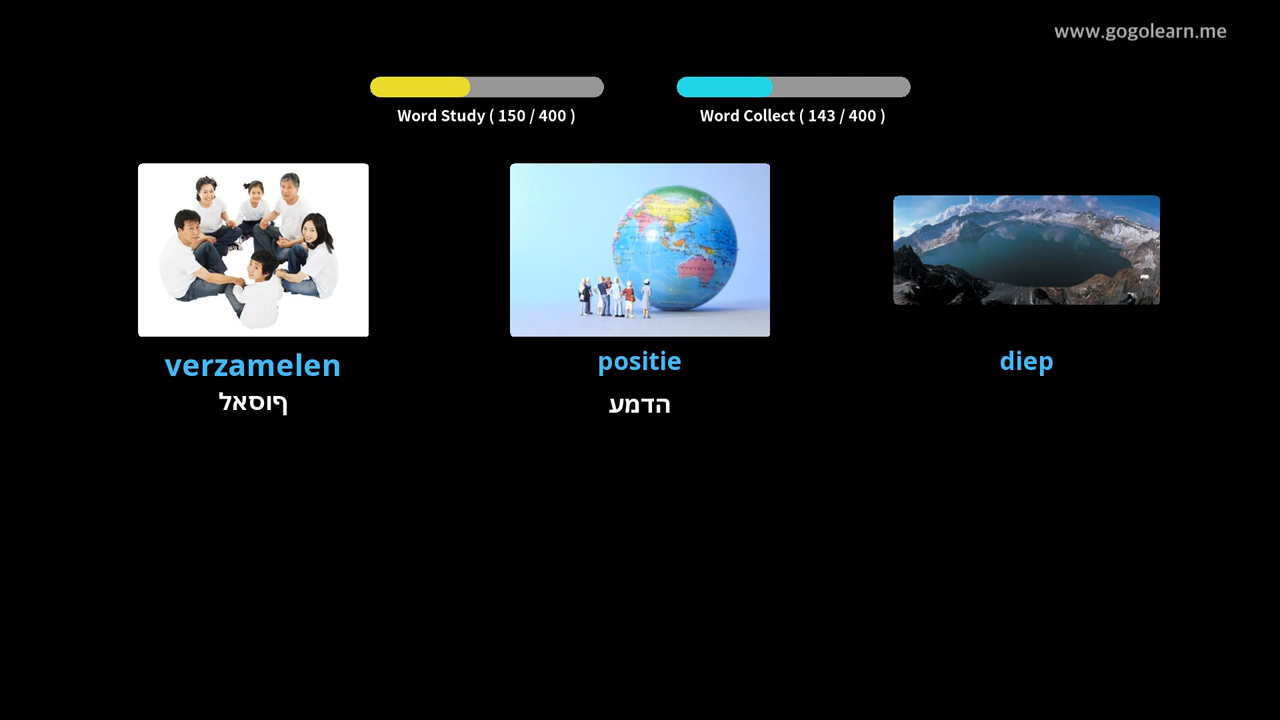 www.gogolearn.me
Word Study ( 150 / 400 )
Word Collect ( 143 / 400 )
verzamelen
ףוסאל
positie
הדמע
diep